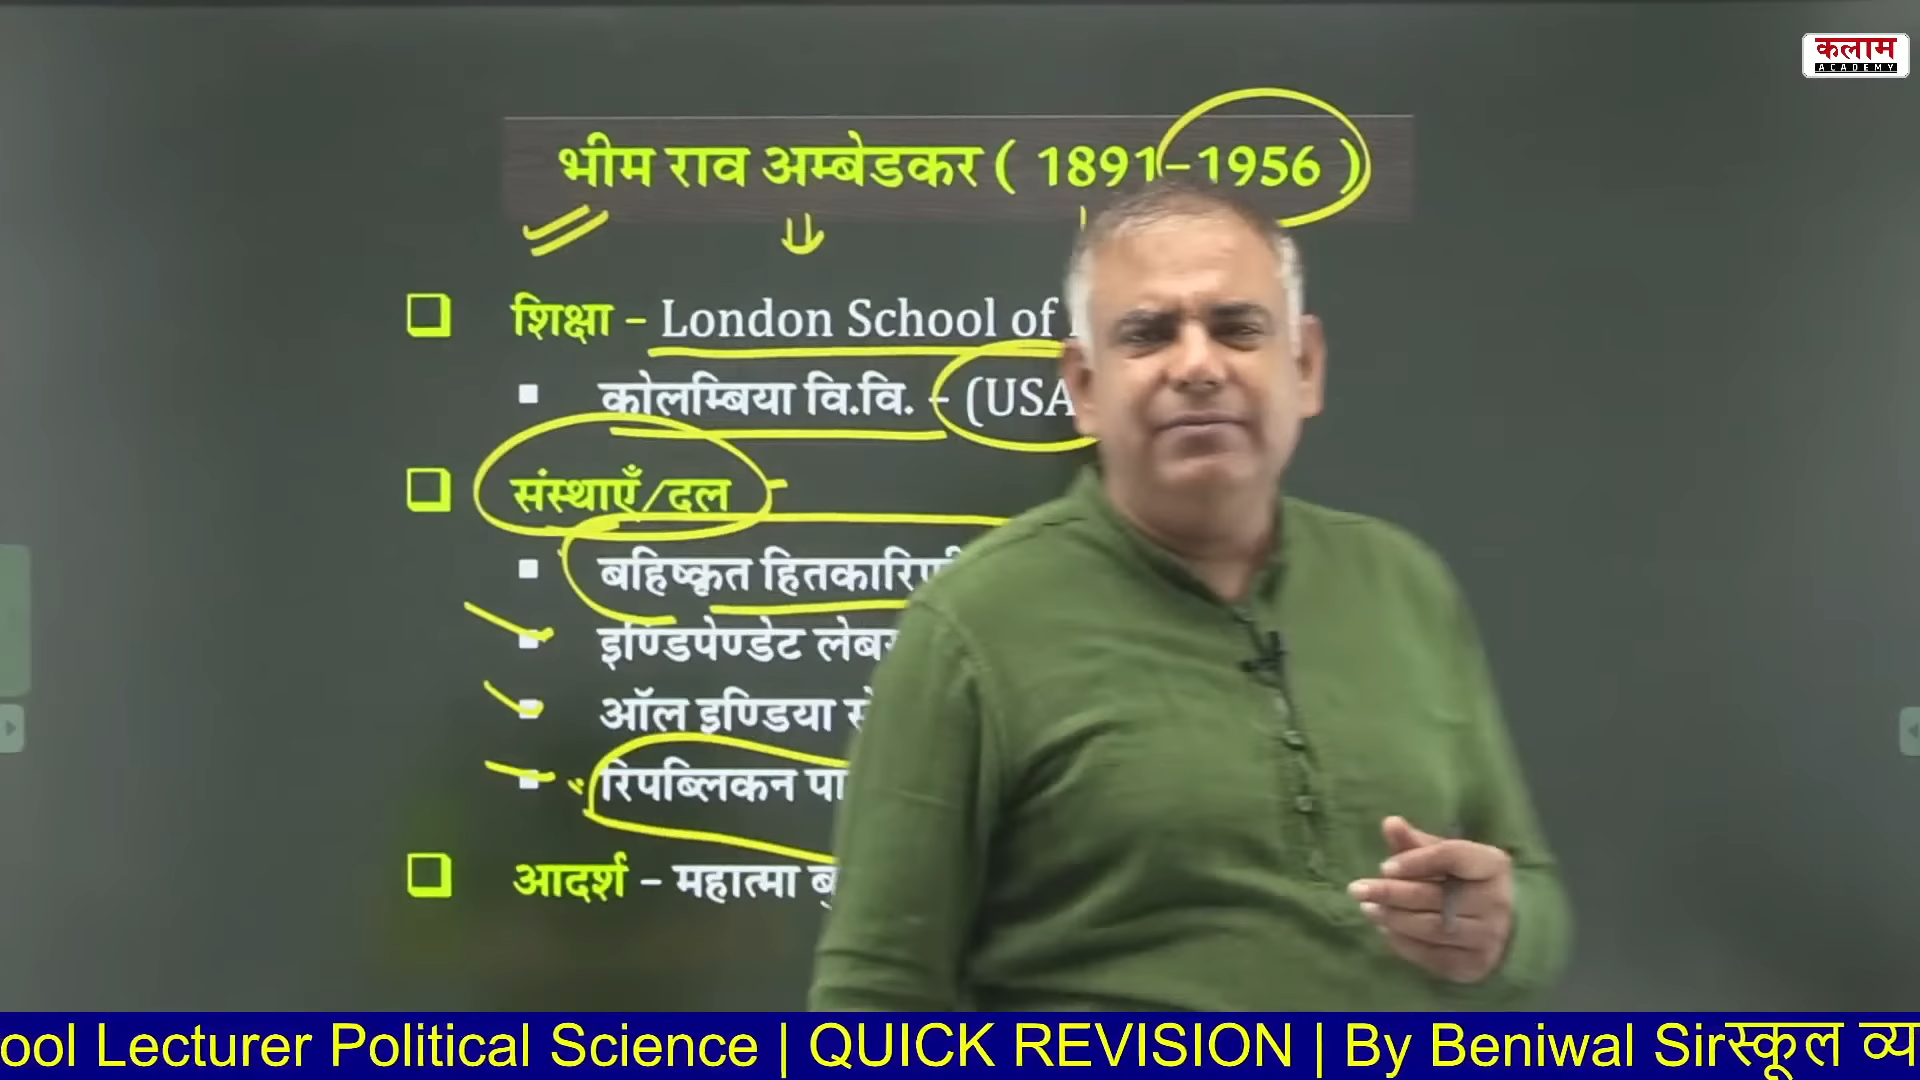 कलाम
ACADEMY
भीम राव अम्बेडकर ( 1891-1956 )
शिक्षा – London School of
कोलम्बिया वि.वि. – (USA
संस्थाएँ/दल
बहिष्कृत
इण्डिपेण्डेट
ऑल इण्डिया
रिपब्लिकन
आदर्श – महात्मा
ool Lecturer Political Science | QUICK REVISION | By Beniwal Sirस्कूल व्य